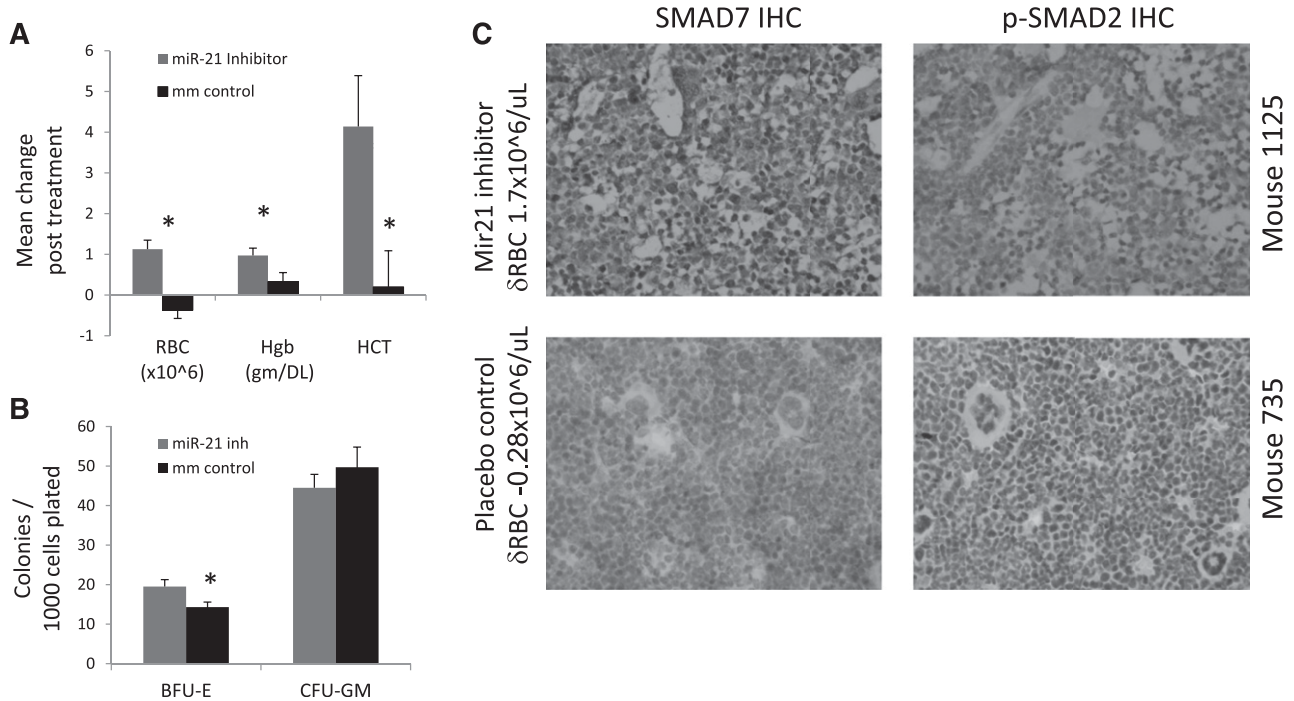 A
6
5
4
3
2
1
0
-1
Mean change
post treatment
miR-21 Inhibitor
mm control
*
*
*
RBC
(x10^6)
Hgb
(gm/DL)
HCT
B
60
50
40
30
20
10
0
Colonies /
1000 cells plated
miR-21 inh
mm control
*
BFU-E
CFU-GM
C
SMAD7 IHC
p-SMAD2 IHC
Mir21 inhibitor
δRBC 1.7x10^6/uL
Mouse 1125
Placebo control
δRBC -0.28x10^6/uL
Mouse 735